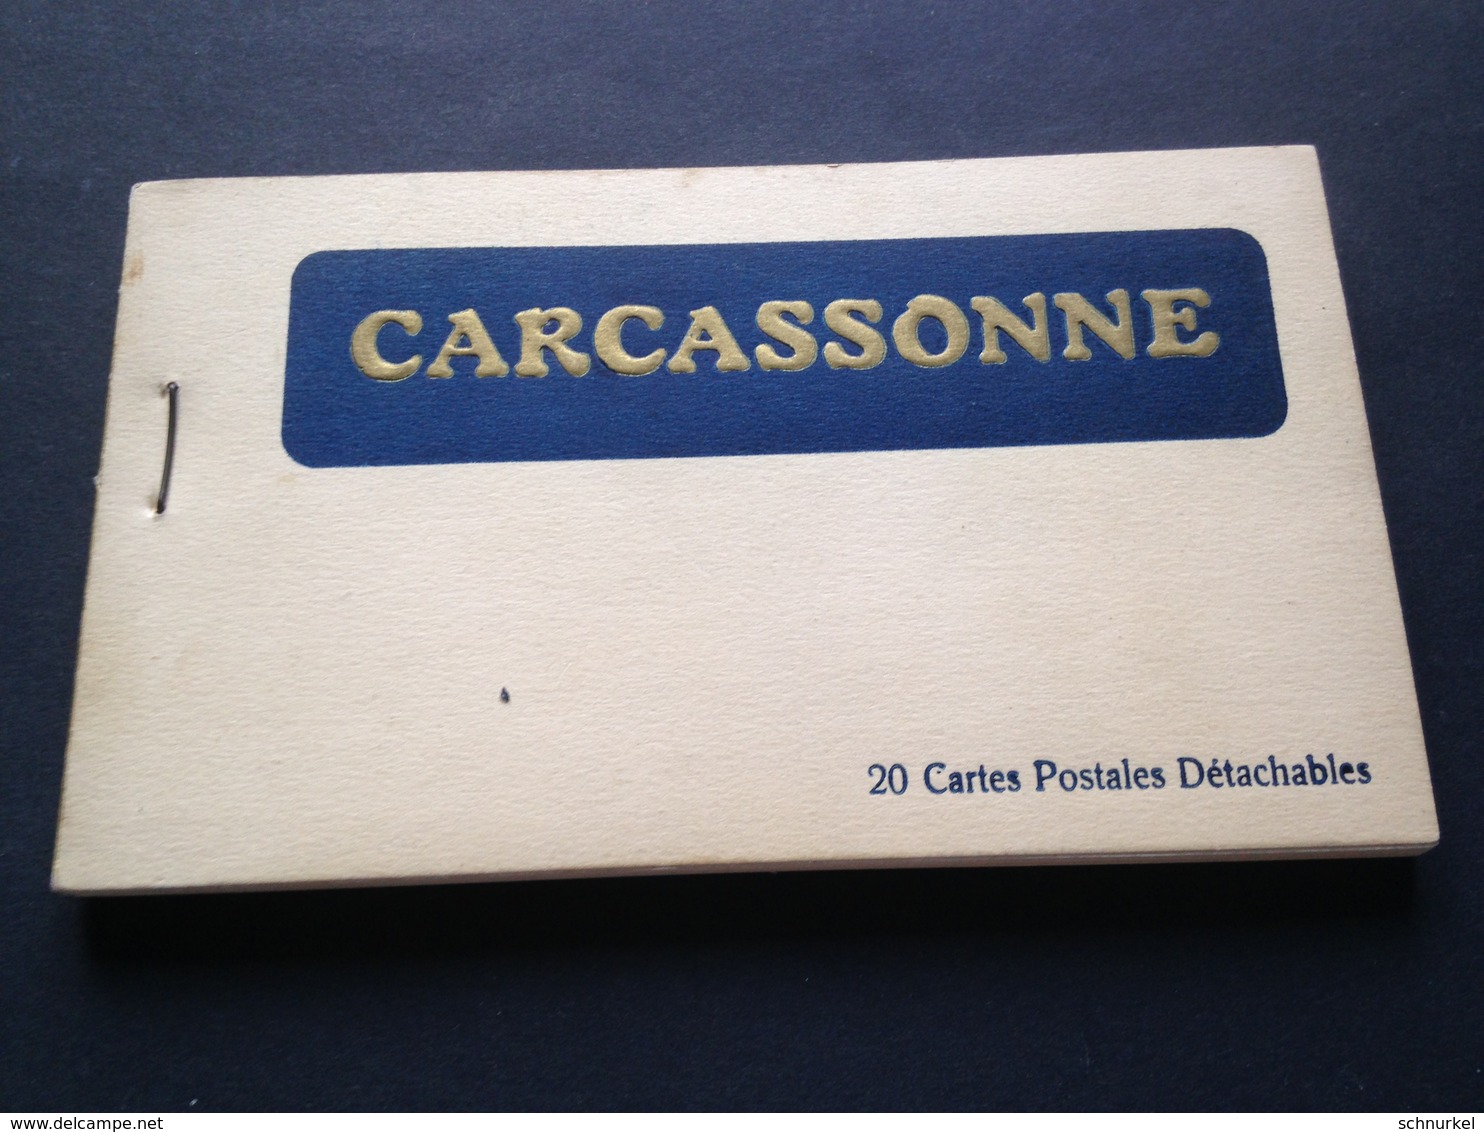 CARCASSONNE
20 Cartes Postales Détachables
www.delcampe.net
schnurkel